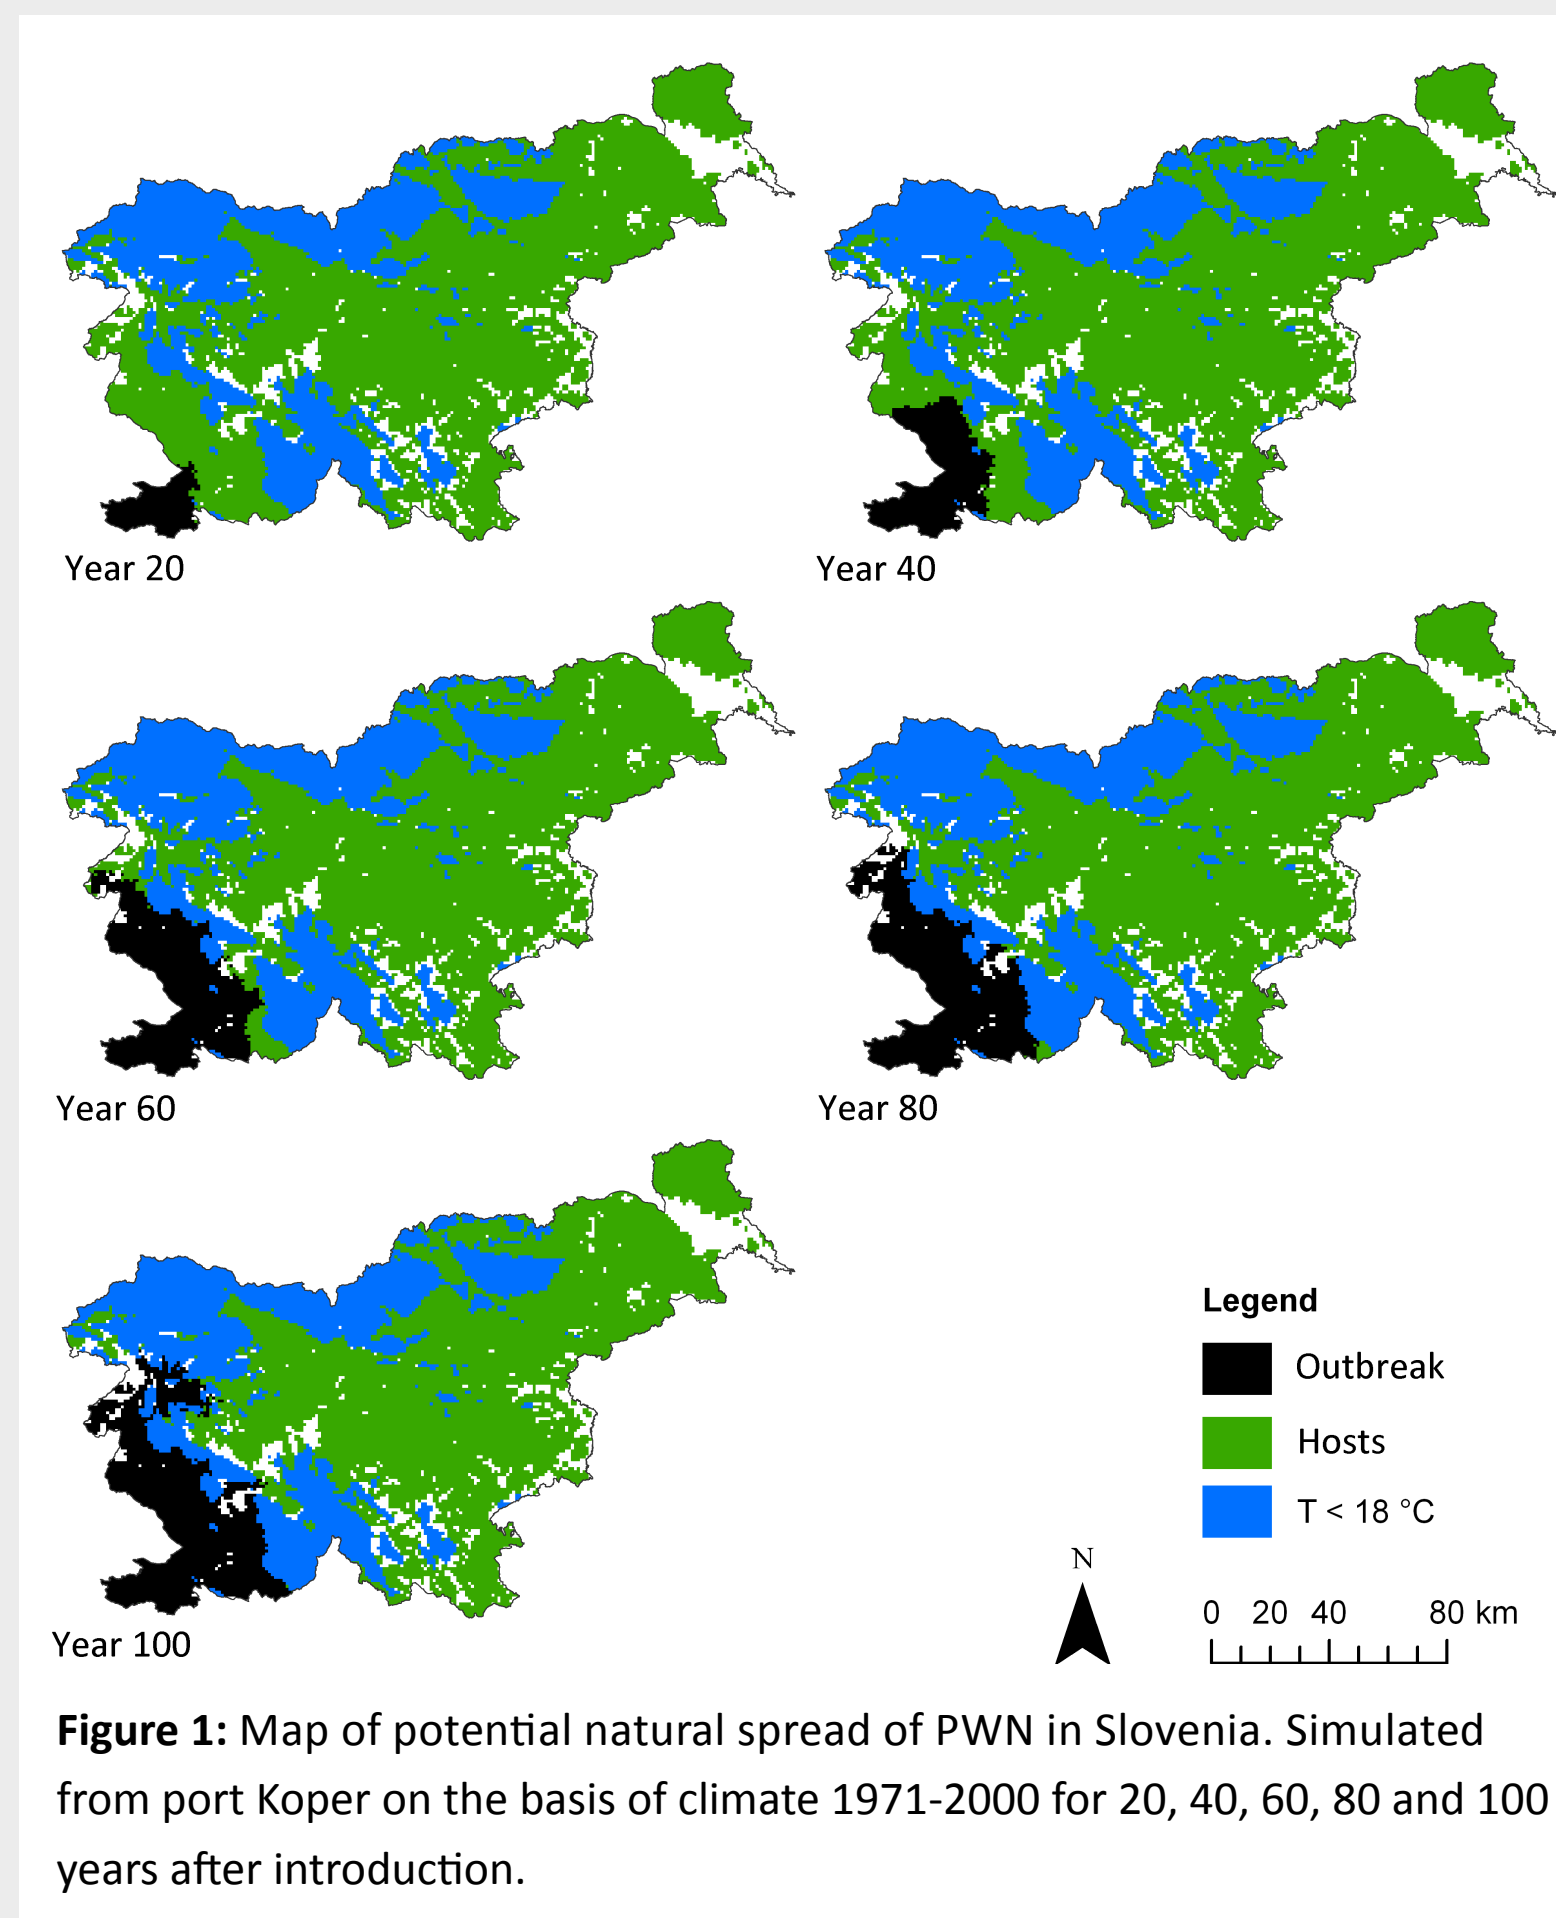 Year 20
Year 40
Year 60
Year 80
Year 100
Legend
Outbreak
Hosts
T < 18 °C
N
0 20 40 80 km
Figure 1: Map of potential natural spread of PWN in Slovenia. Simulated
from port Koper on the basis of climate 1971-2000 for 20, 40, 60, 80 and 100
years after introduction.